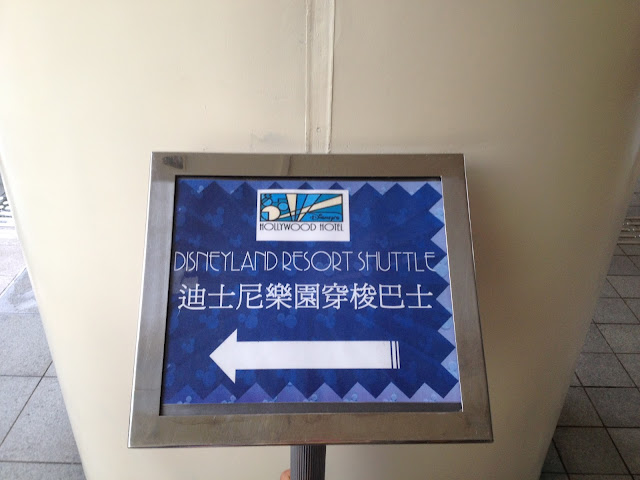 Disney's
HOLLYWOOD HOTEL
DISNEYLAND RESORT SHUTTLE
迪士尼樂園穿梭巴士